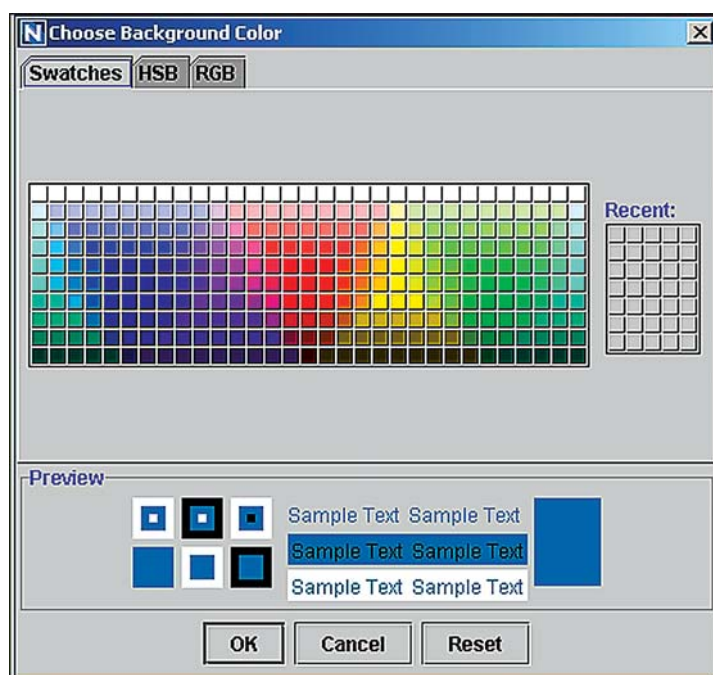 N Choose Background Color
Swatches HSB RGB
Recent:
Preview
Sample Text Sample Text
Sample Text Sample Text
Sample Text Sample Text
OK Cancel Reset